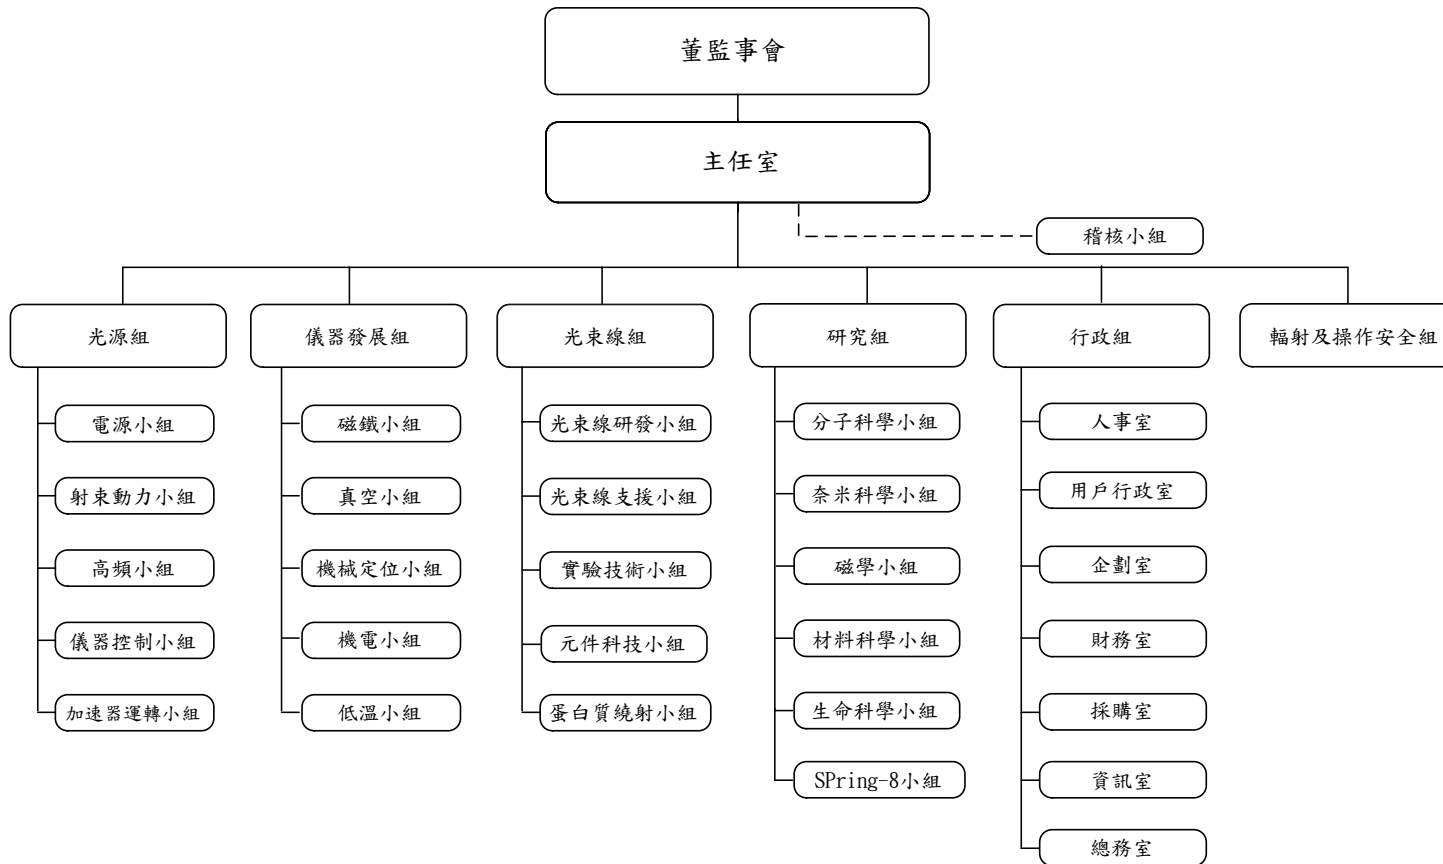 董監事會
主任室
稽核小組
光源組
儀器發展組
光束線組
研究組
行政組
輻射及操作安全組
電源小組
射束動力小組
高頻小組
儀器控制小組
加速器運轉小組
磁鐵小組
真空小組
機械定位小組
機電小組
低溫小組
光束線研發小組
光束線支援小組
實驗技術小組
元件科技小組
蛋白質繞射小組
分子科學小組
奈米科學小組
磁學小組
材料科學小組
生命科學小組
SPring-8小組
人事室
用戶行政室
企劃室
財務室
採購室
資訊室
總務室